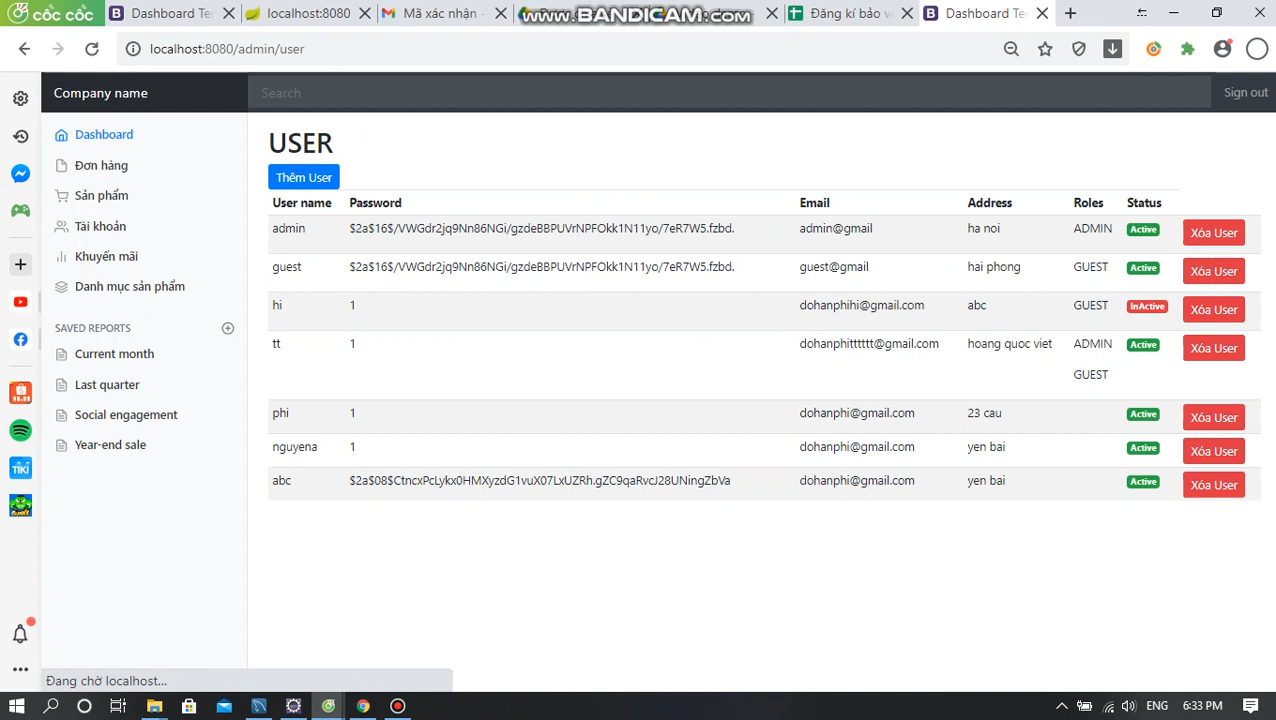 cốc cốc
Dashboard Te
localhost:8080
Mã xác nhận -
www.BANDICAM.com
Đăng kí bảo v
Dashboard Te
localhost:8080/admin/user
Company name
Search
Sign out
Dashboard
Đơn hàng
Sản phẩm
Tài khoản
Khuyến mãi
Danh mục sản phẩm
SAVED REPORTS
Current month
Last quarter
Social engagement
Year-end sale
USER
Thêm User
User name Password Email Address Roles Status
admin $2a$16$/VWGdr2jq9Nn86NGi/gzdeBBPUVrNPFOkk1N11yo/7eR7W5.fzbd. admin@gmail ha noi ADMIN Active Xóa User
guest $2a$16$/VWGdr2jq9Nn86NGi/gzdeBBPUVrNPFOkk1N11yo/7eR7W5.fzbd. guest@gmail hai phong GUEST Active Xóa User
hi 1 dohanphihi@gmail.com abc GUEST InActive Xóa User
tt 1 dohanphitttttt@gmail.com hoang quoc viet ADMIN Active Xóa User
GUEST
phi 1 dohanphi@gmail.com 23 cau Active Xóa User
nguyena 1 dohanphi@gmail.com yen bai Active Xóa User
abc $2a$08$CtncxPcLykx0HMXyzdG1vuX07LxUZRh.gZC9qaRvcJ28UNingZbVa dohanphi@gmail.com yen bai Active Xóa User
TIKI
Đang chờ localhost...
ENG 6:33 PM